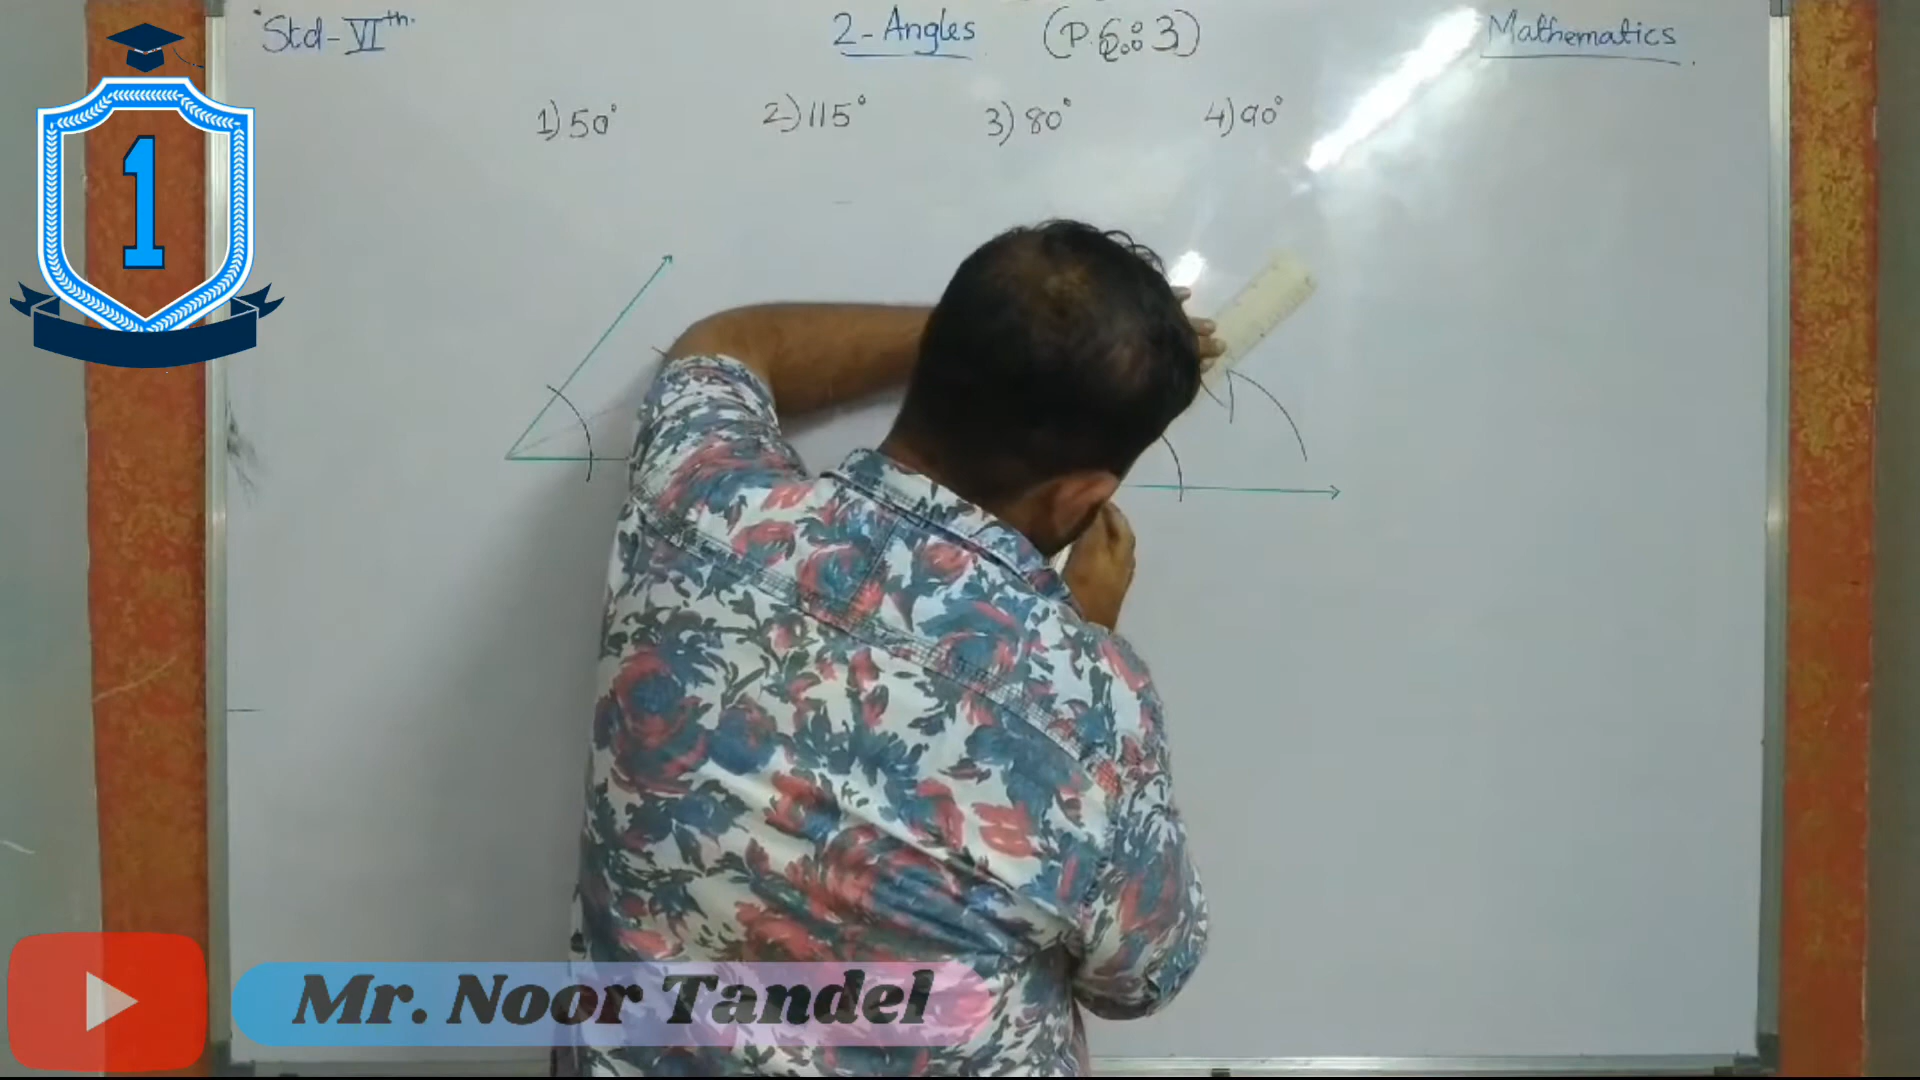 Std-VIth.
2-Angles (P.S.:3)
Mathematics
1) 50° 2) 115° 3) 80° 4) 90°
1
Mr. Noor Tandel